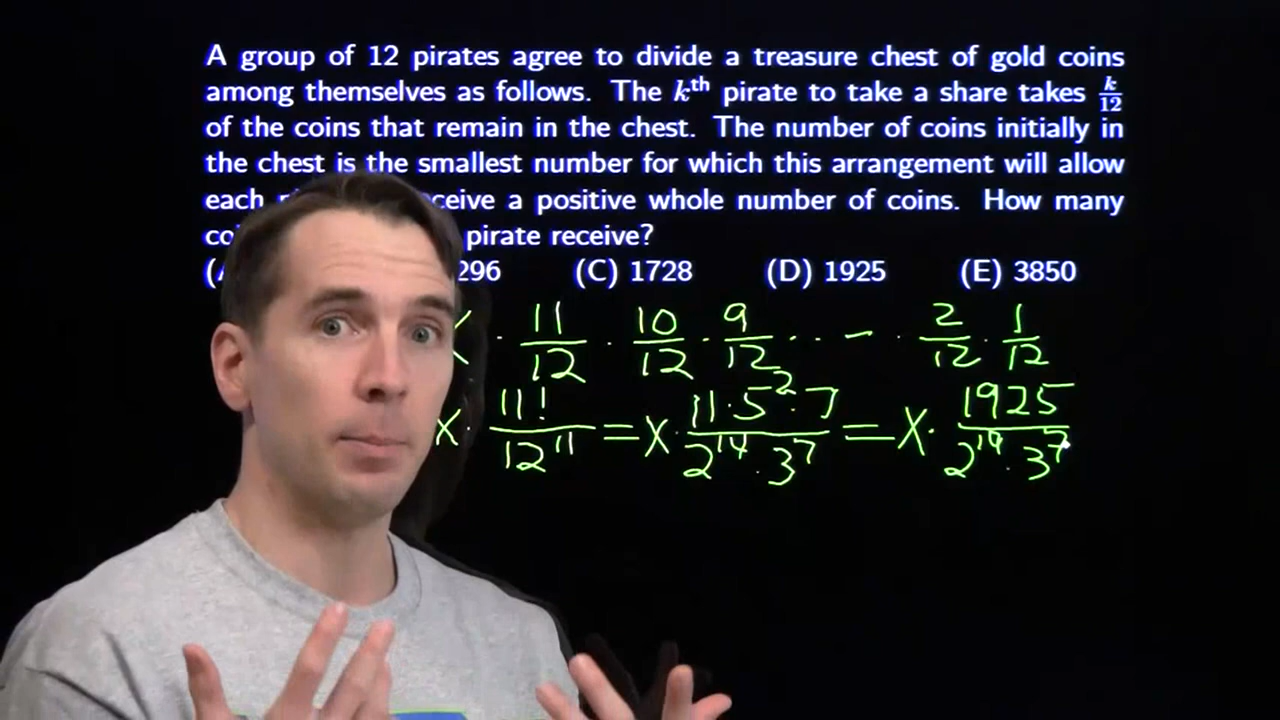 A group of 12 pirates agree to divide a treasure chest of gold coins
among themselves as follows. The k^th pirate to take a share takes k/12
of the coins that remain in the chest. The number of coins initially in
the chest is the smallest number for which this arrangement will allow
each receive a positive whole number of coins. How many
pirate receive?
296 (C) 1728 (D) 1925 (E) 3850
X · 11/12 · 10/12 · 9/12 · · - · 2/12 · 1/12
X · 11!/12^11 = X · 11·5^2·7/2^14·3^7 = X · 1925/2^14·3^7